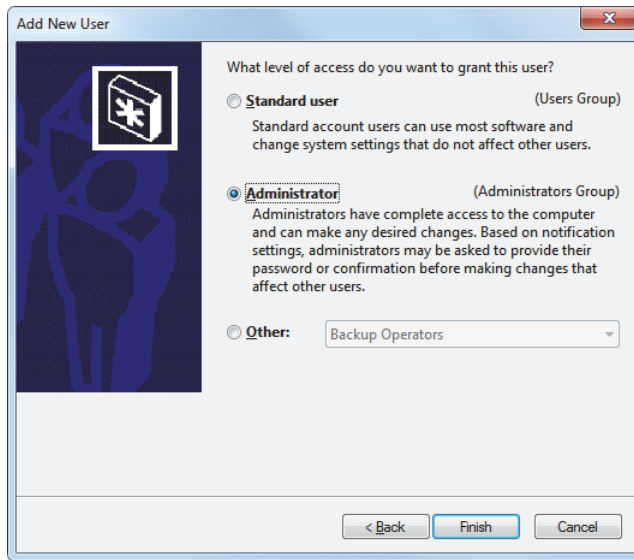 Add New User
What level of access do you want to grant this user?
Standard user (Users Group)
Standard account users can use most software and
change system settings that do not affect other users.
Administrator (Administrators Group)
Administrators have complete access to the computer
and can make any desired changes. Based on notification
settings, administrators may be asked to provide their
password or confirmation before making changes that
affect other users.
Other: Backup Operators
< Back Finish Cancel